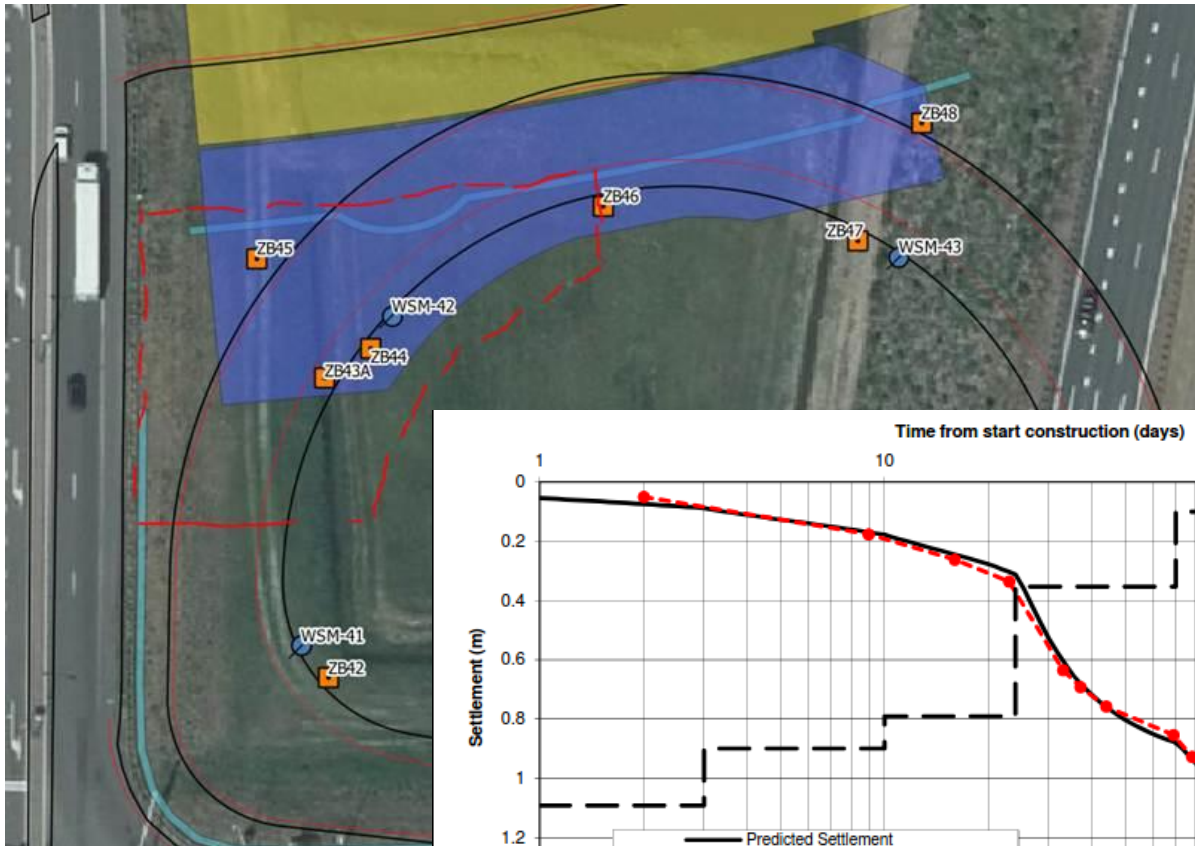 ZB48
ZB46
ZB45
ZB47
WSM-43
WSM-42
ZB44
ZB43A
WSM-41
ZB42
Time from start construction (days)
1 10
0
0.2
0.4
0.6
0.8
1
1.2
Settlement (m)
Predicted Settlement